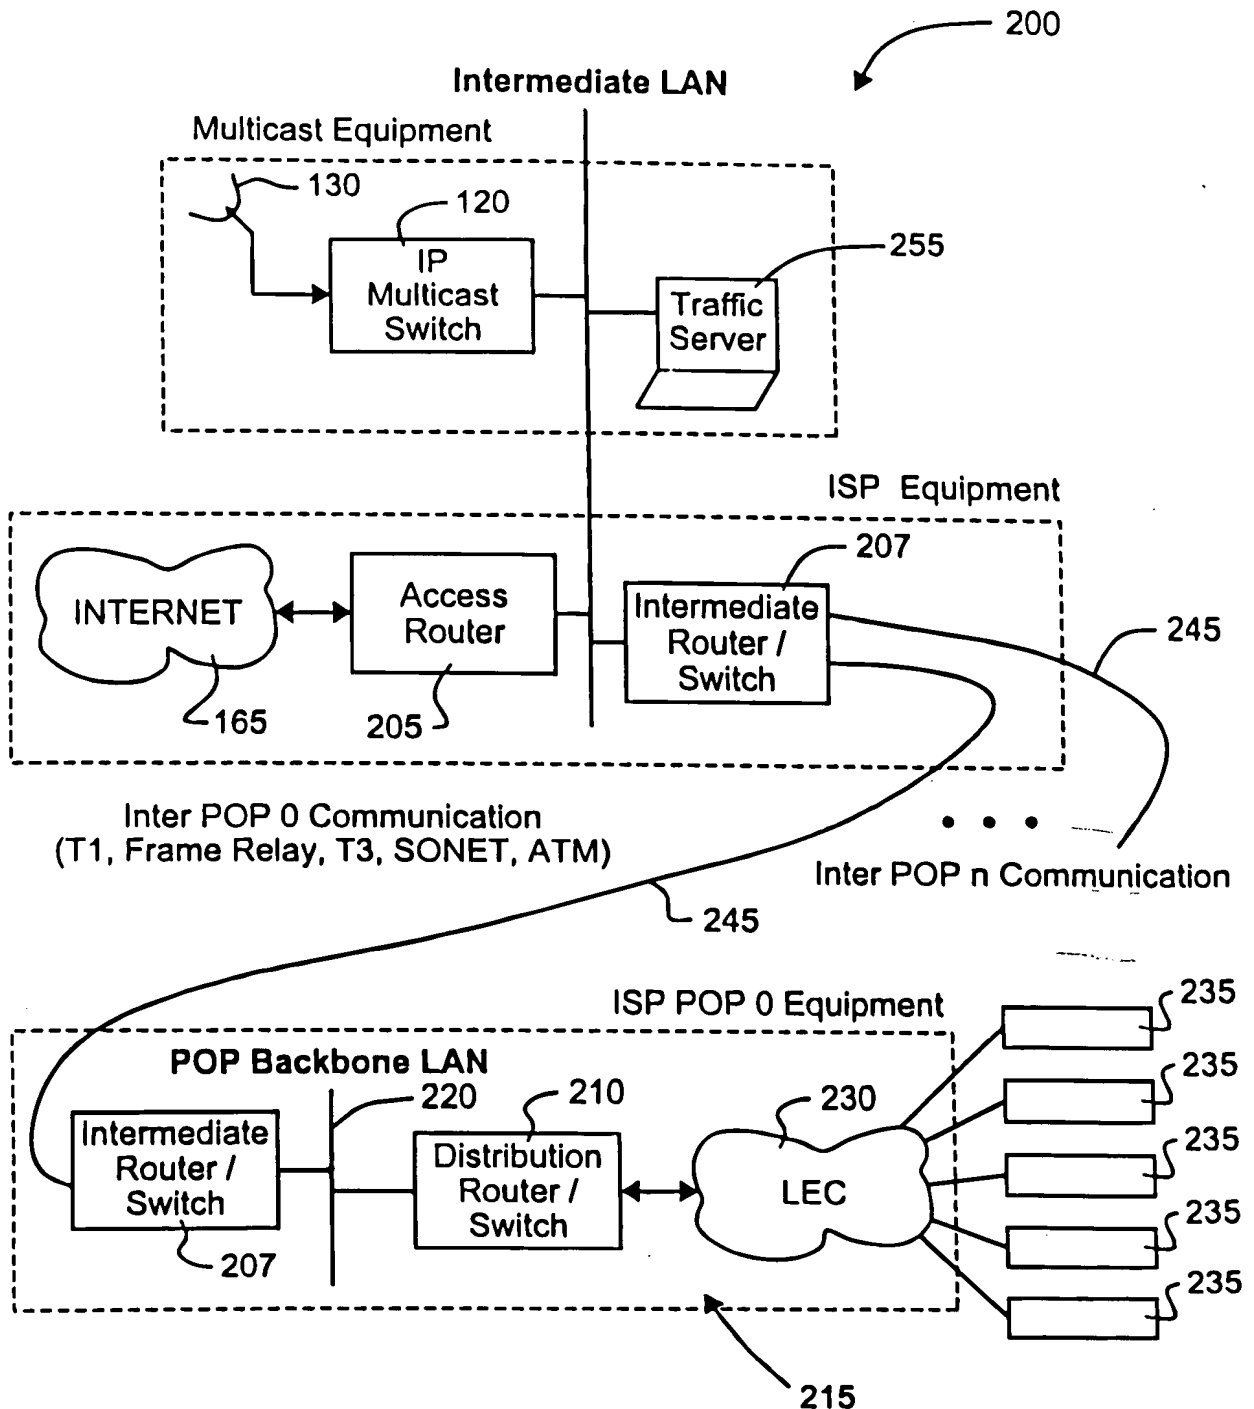 200
Intermediate LAN
Multicast Equipment
130
120
IP
Multicast
Switch
255
Traffic
Server
ISP Equipment
207
INTERNET
Access
Router
Intermediate
Router /
Switch
245
165
205
Inter POP 0 Communication
(T1, Frame Relay, T3, SONET, ATM)
• • •
Inter POP n Communication
245
ISP POP 0 Equipment
235
POP Backbone LAN
220
210
230
235
Intermediate
Router /
Switch
Distribution
Router /
Switch
LEC
235
235
207
235
215